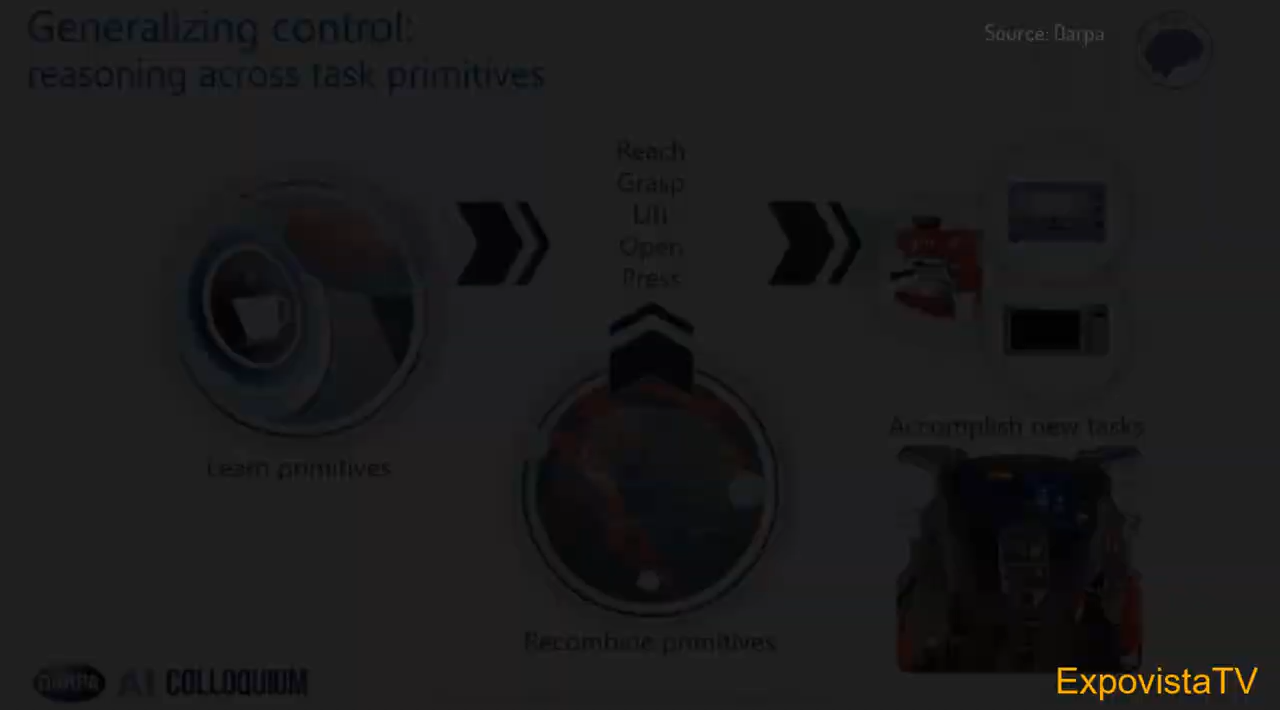 Generalizing control:
reasoning across task primitives
Source: Darpa
Reach
Grasp
Lift
Open
Press
Learn primitives
Accomplish new tasks
Recombine primitives
DARPA AI COLLOQUIUM
ExpovistaTV